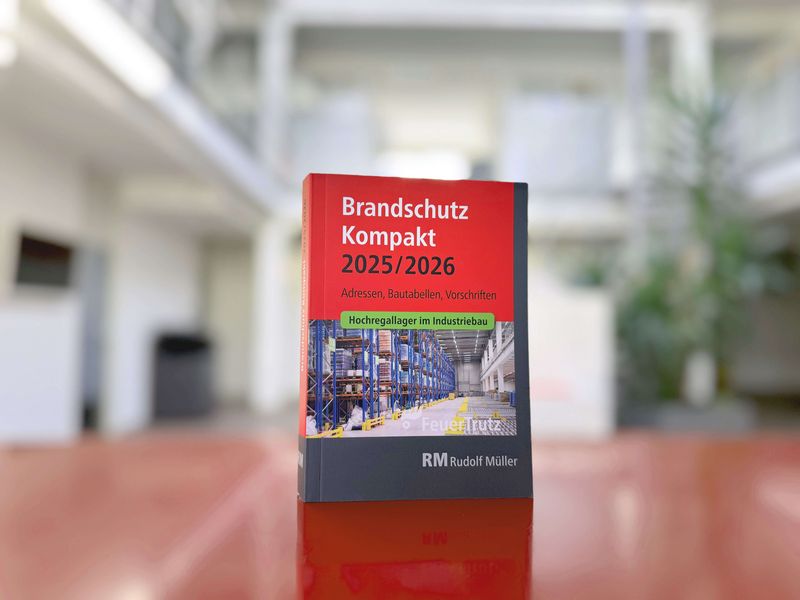 Brandschutz
Kompakt
2025/2026
Adressen, Bautabellen, Vorschriften
Hochregallager im Industriebau
FeuerTrutz
RM Rudolf Müller